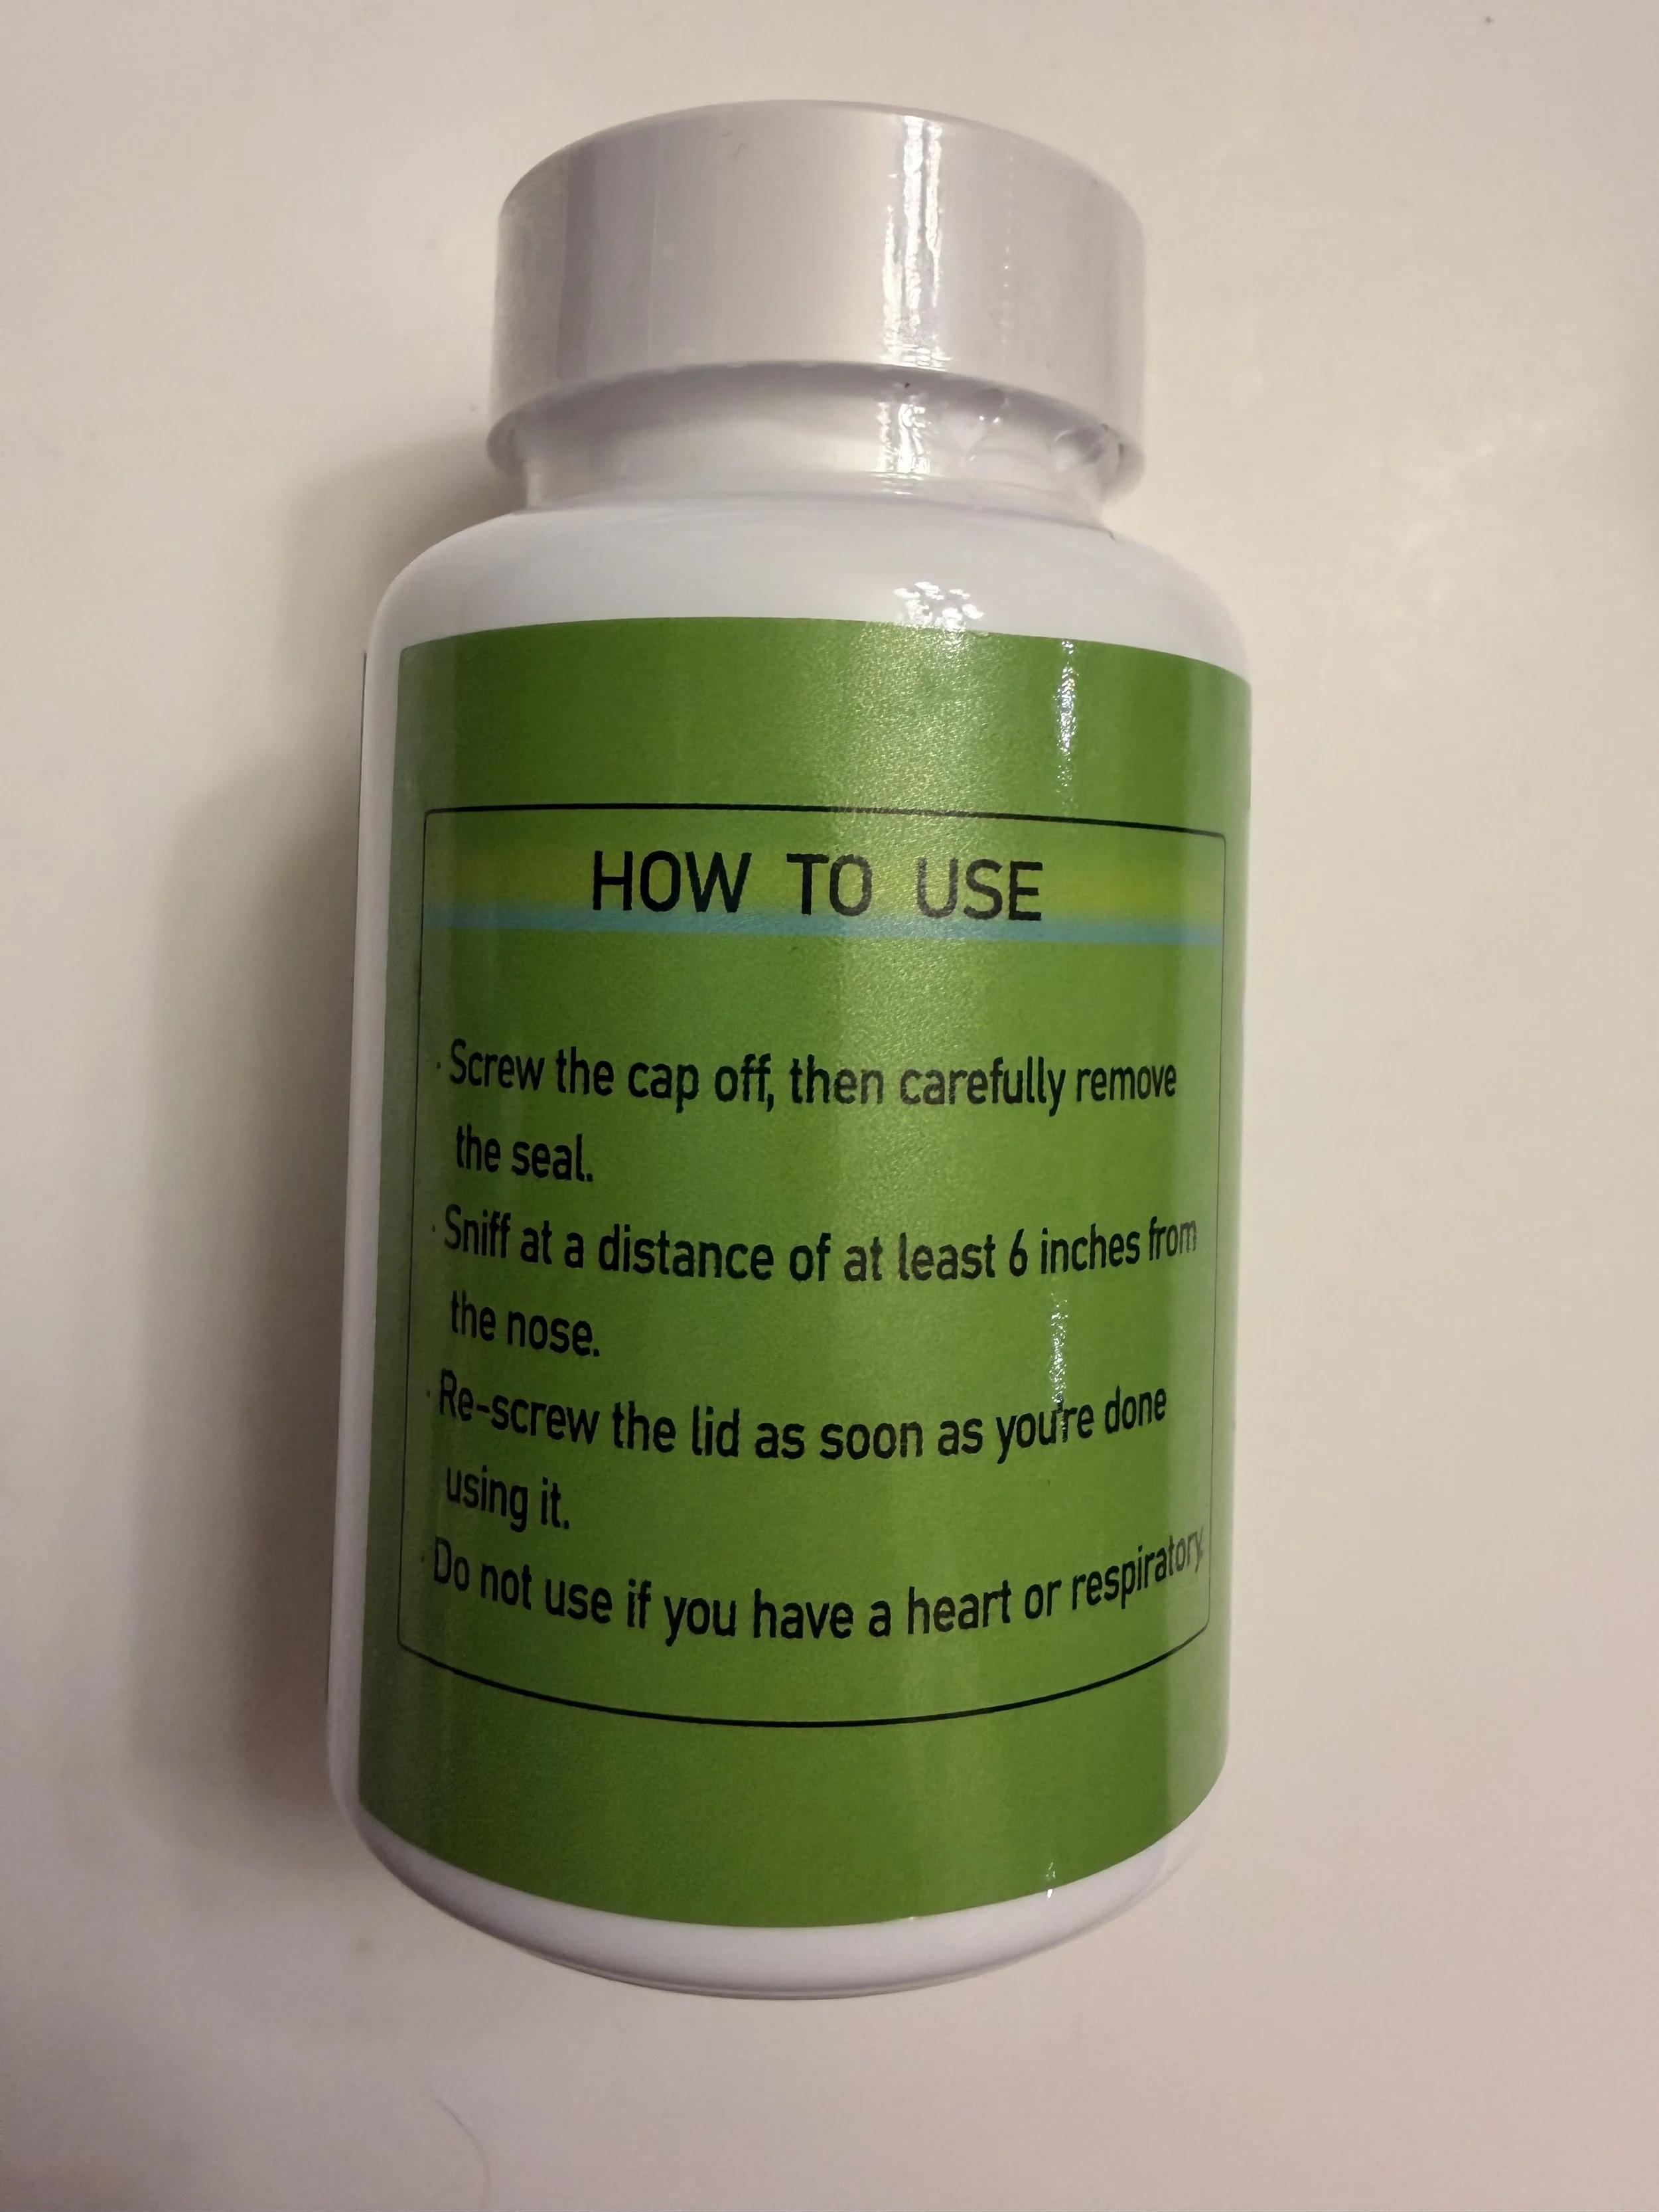 HOW TO USE
· Screw the cap off, then carefully remove
the seal.
· Sniff at a distance of at least 6 inches from
the nose.
· Re-screw the lid as soon as you're done
using it.
· Do not use if you have a heart or respiratory